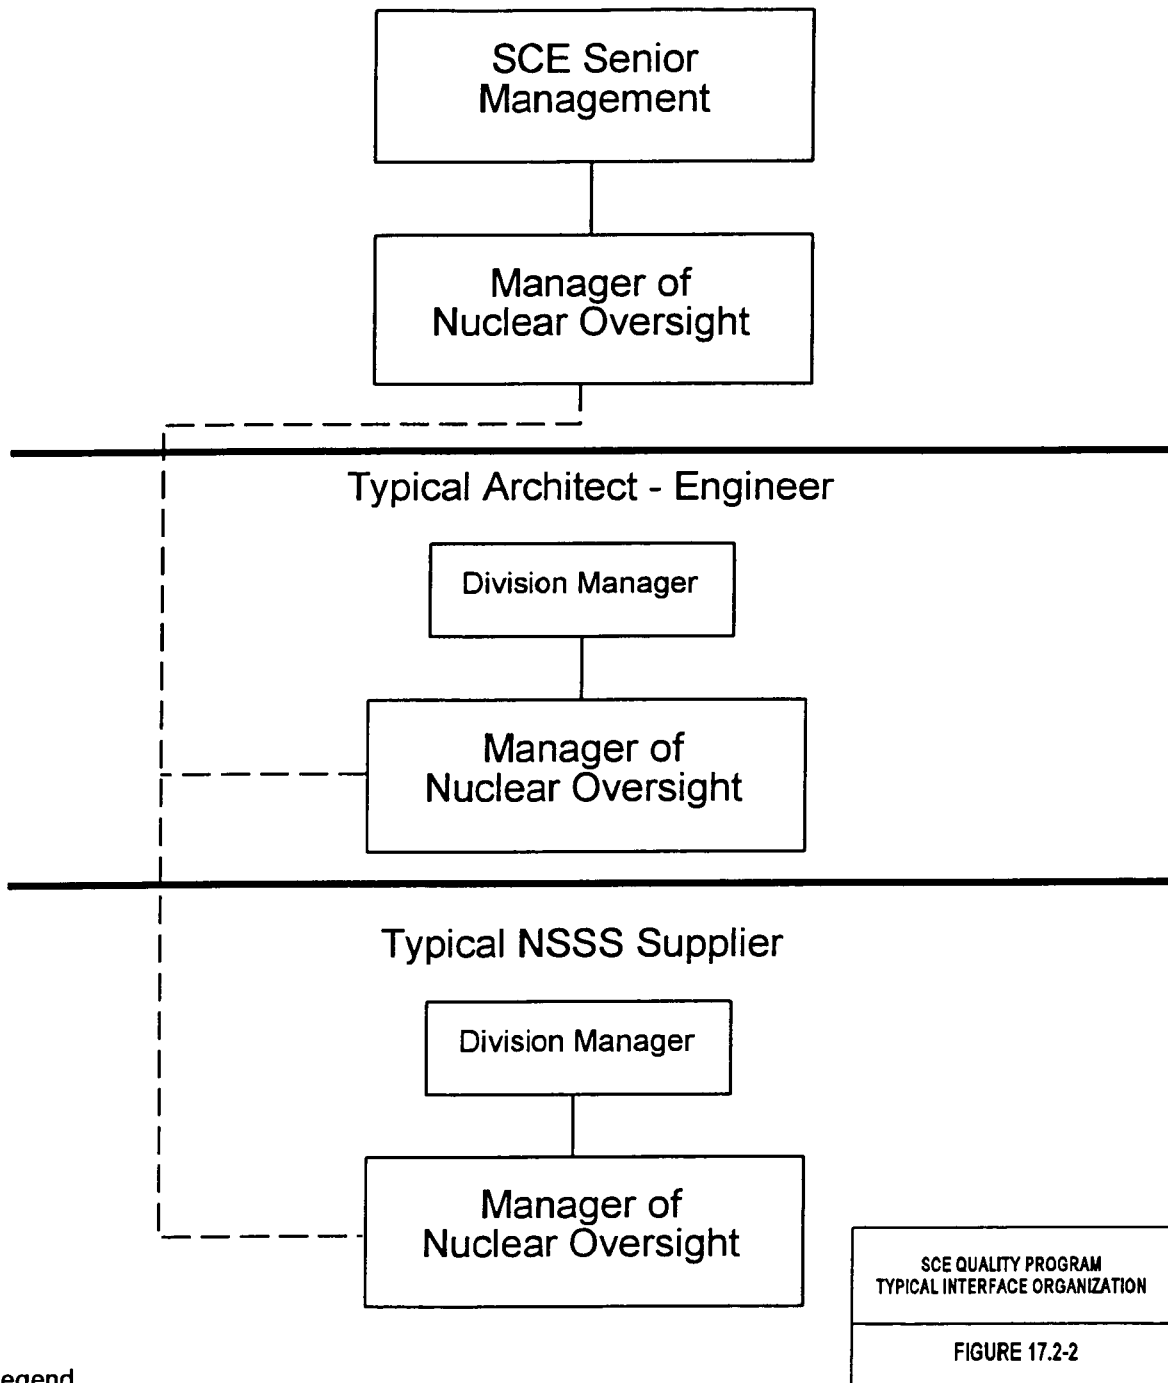 SCE Senior
Management
Manager of
Nuclear Oversight
Typical Architect - Engineer
Division Manager
Manager of
Nuclear Oversight
Typical NSSS Supplier
Division Manager
Manager of
Nuclear Oversight
SCE QUALITY PROGRAM
TYPICAL INTERFACE ORGANIZATION
FIGURE 17.2-2
egend